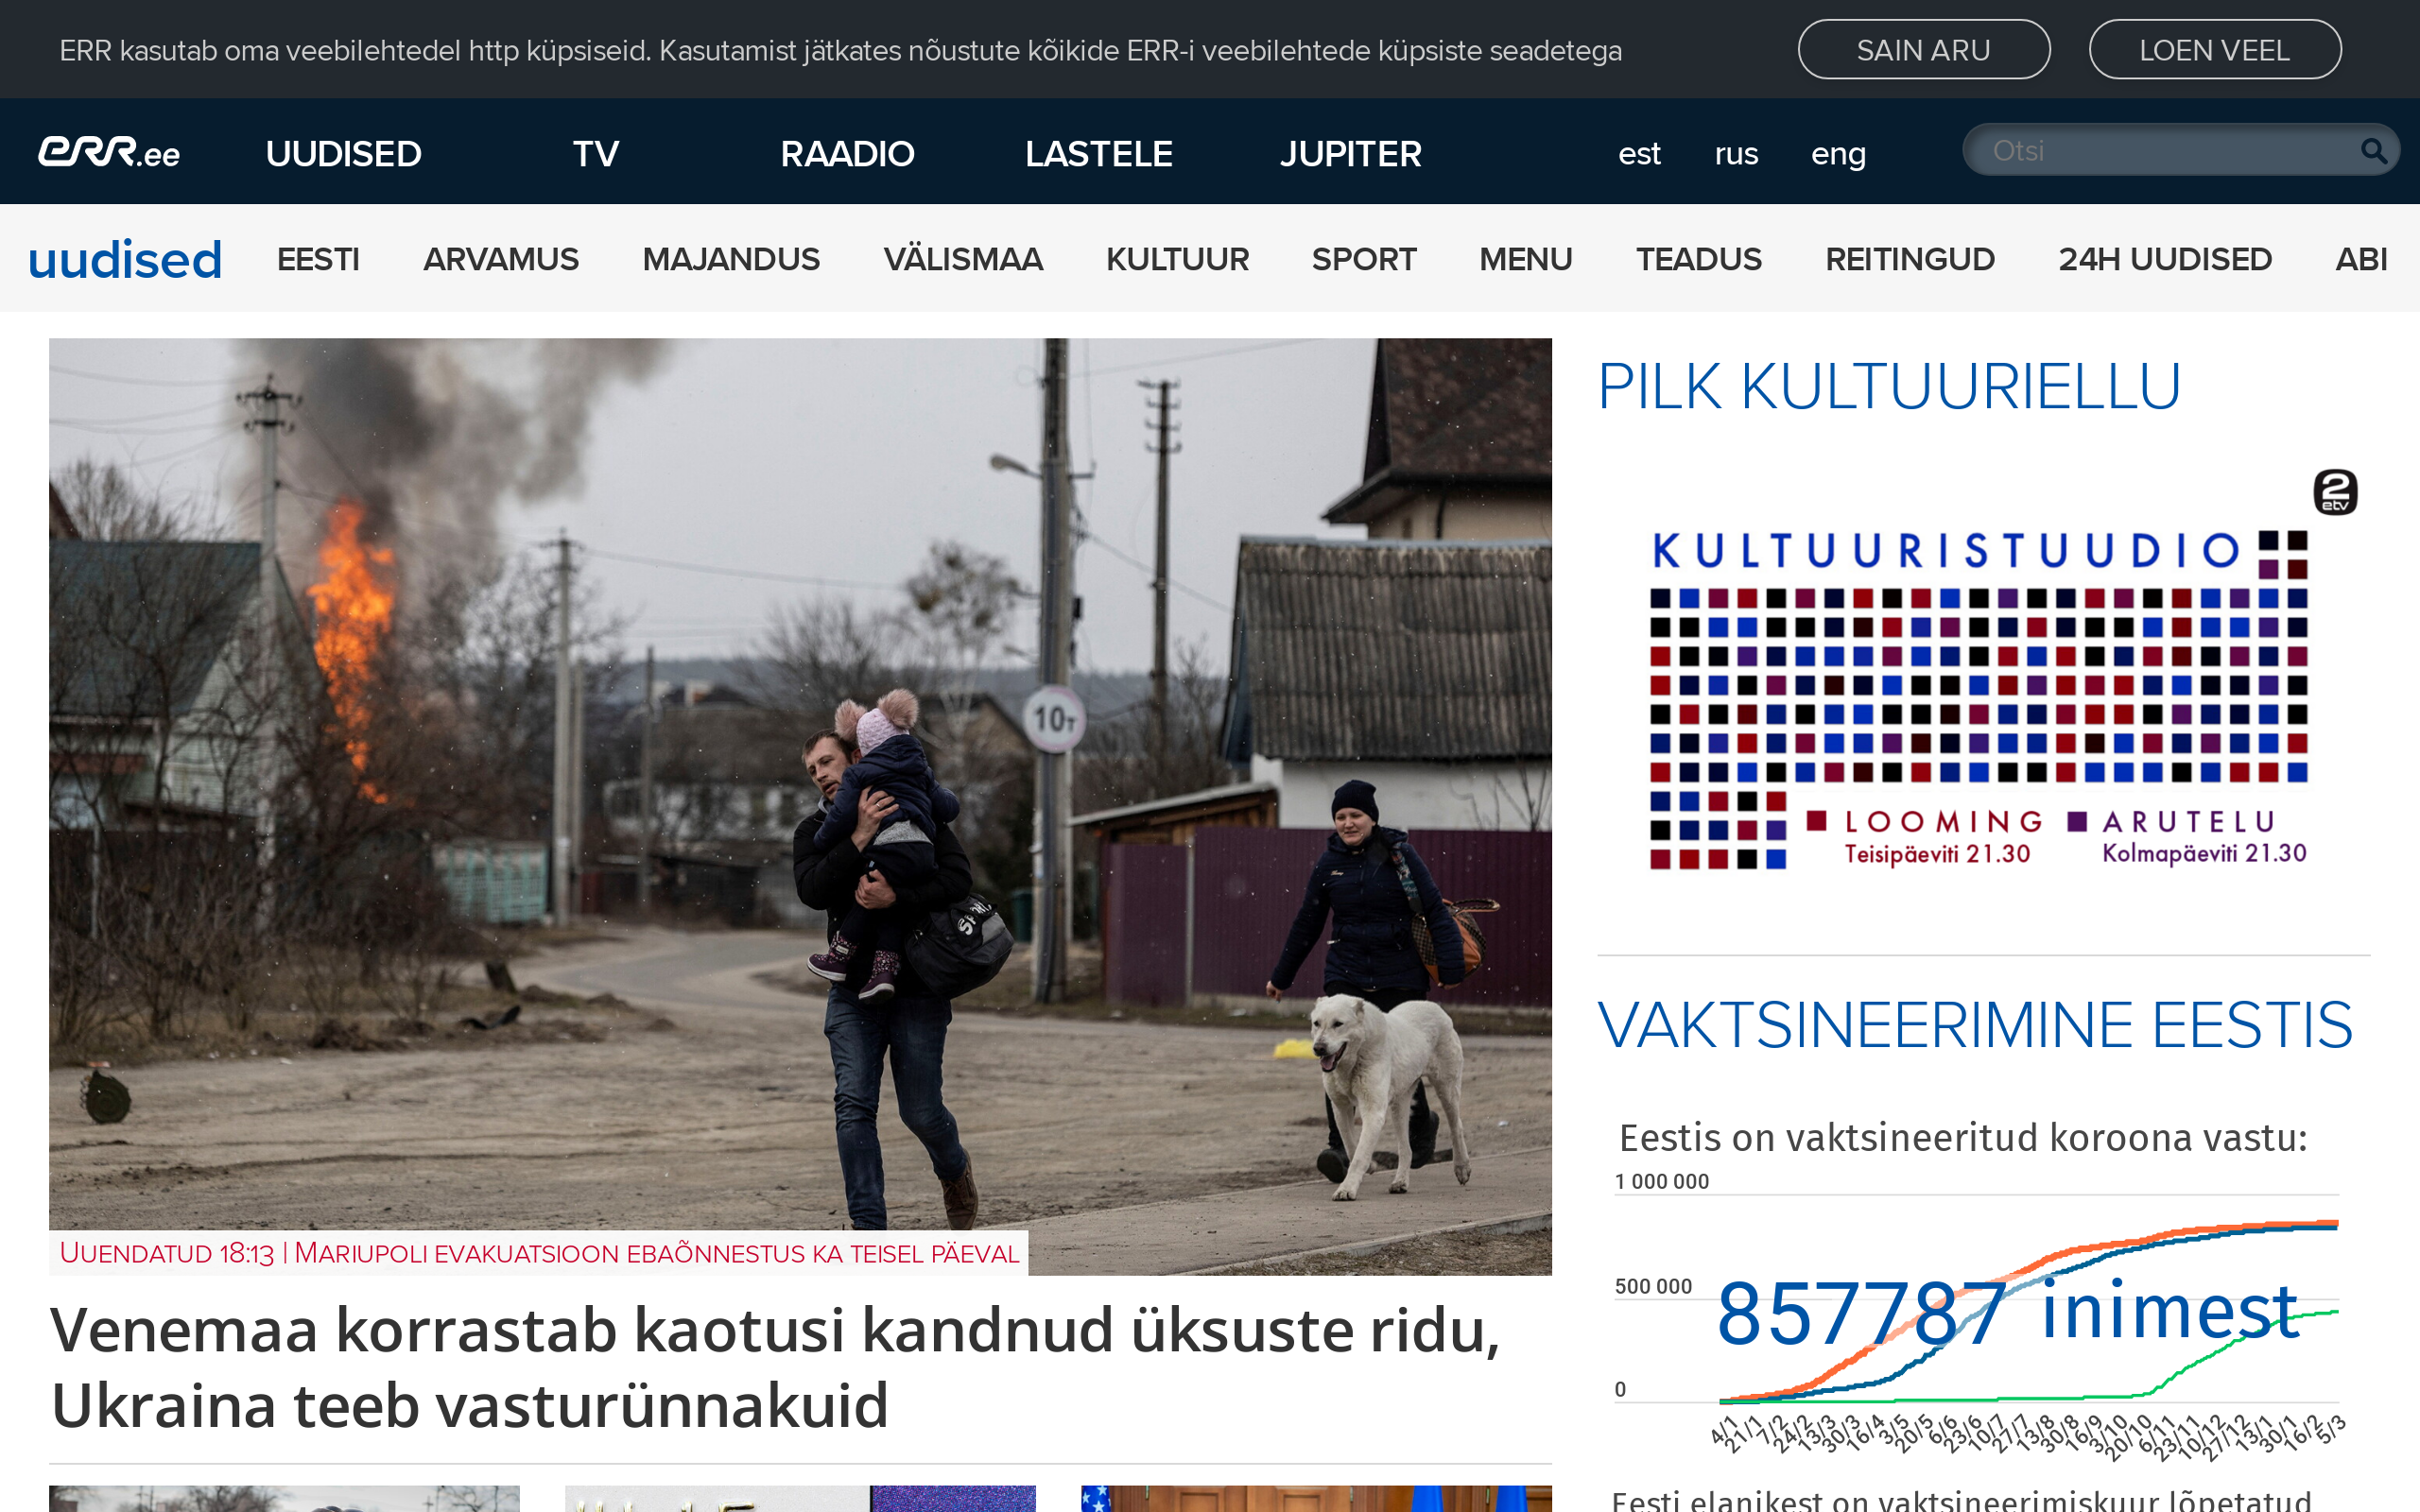 ERR kasutab oma veebilehtedel http küpsiseid. Kasutamist jätkates nõustute kõikide ERR-i veebilehtede küpsiste seadetega
SAIN ARU
LOEN VEEL
err.ee
UUDISED
TV
RAADIO
LASTELE
JUPITER
est
rus
eng
Otsi
uudised
EESTI
ARVAMUS
MAJANDUS
VÄLISMAA
KULTUUR
SPORT
MENU
TEADUS
REITINGUD
24H UUDISED
ABI
10т
SPORT
UUENDATUD 18:13 | MARIUPOLI EVAKUATSIOON EBAÕNNESTUS KA TEISEL PÄEVAL
Venemaa korrastab kaotusi kandnud üksuste ridu,
Ukraina teeb vasturünnakuid
PILK KULTUURIELLU
2
etv
KULTUURISTUUDIO
LOOMING
Teisipäeviti 21.30
ARUTELU
Kolmapäeviti 21.30
VAKTSINEERIMINE EESTIS
Eestis on vaktsineeritud koroona vastu:
1 000 000
500 000
857787 inimest
0
4/1 21/1 7/2 24/2 13/3 30/3 16/4 3/5 20/5 6/6 23/6 10/7 27/7 13/8 30/8 16/9 3/10 20/10 6/11 23/11 10/12 27/12 13/1 30/1 16/2 5/3
Eesti elanikest on vaktsineerimiskuur lõpetatud